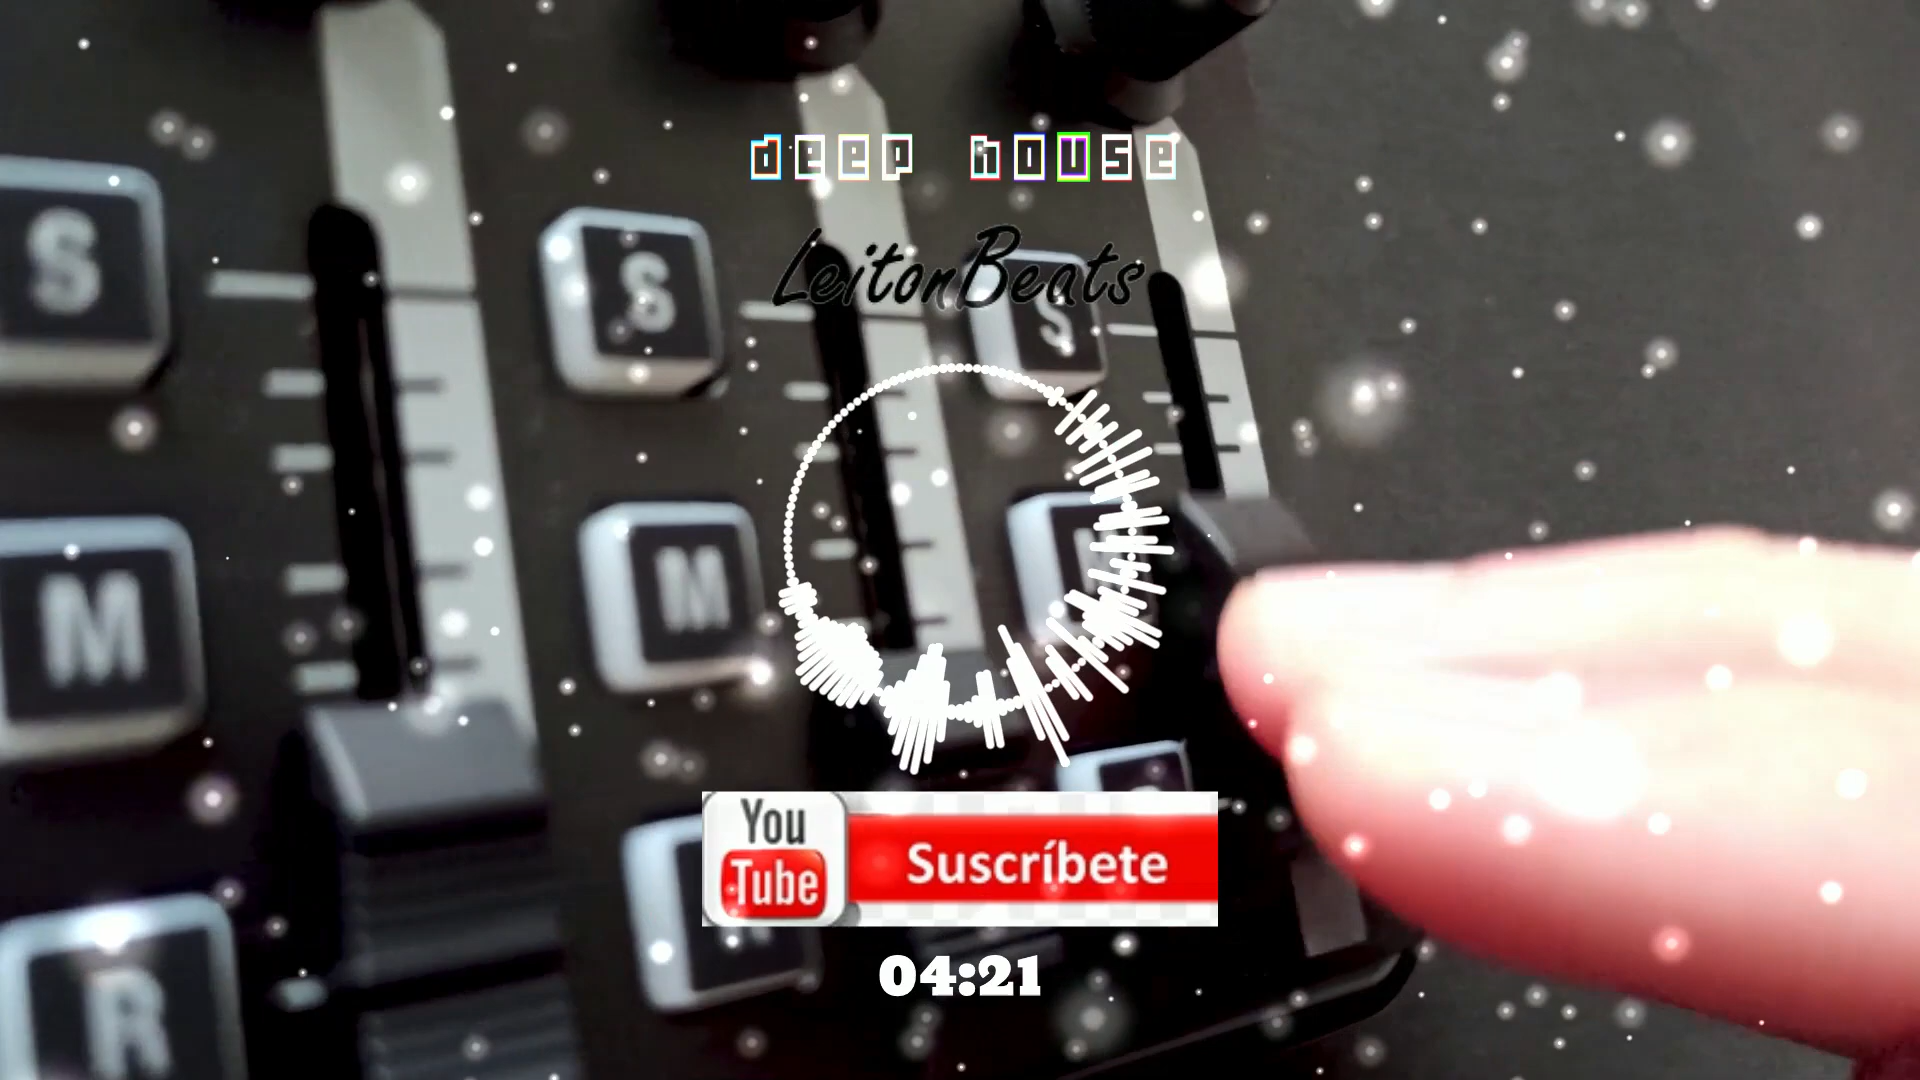 deep hoUse
LeitonBeats
S
S
S
M
M
You
Tube
Suscríbete
04:21
R